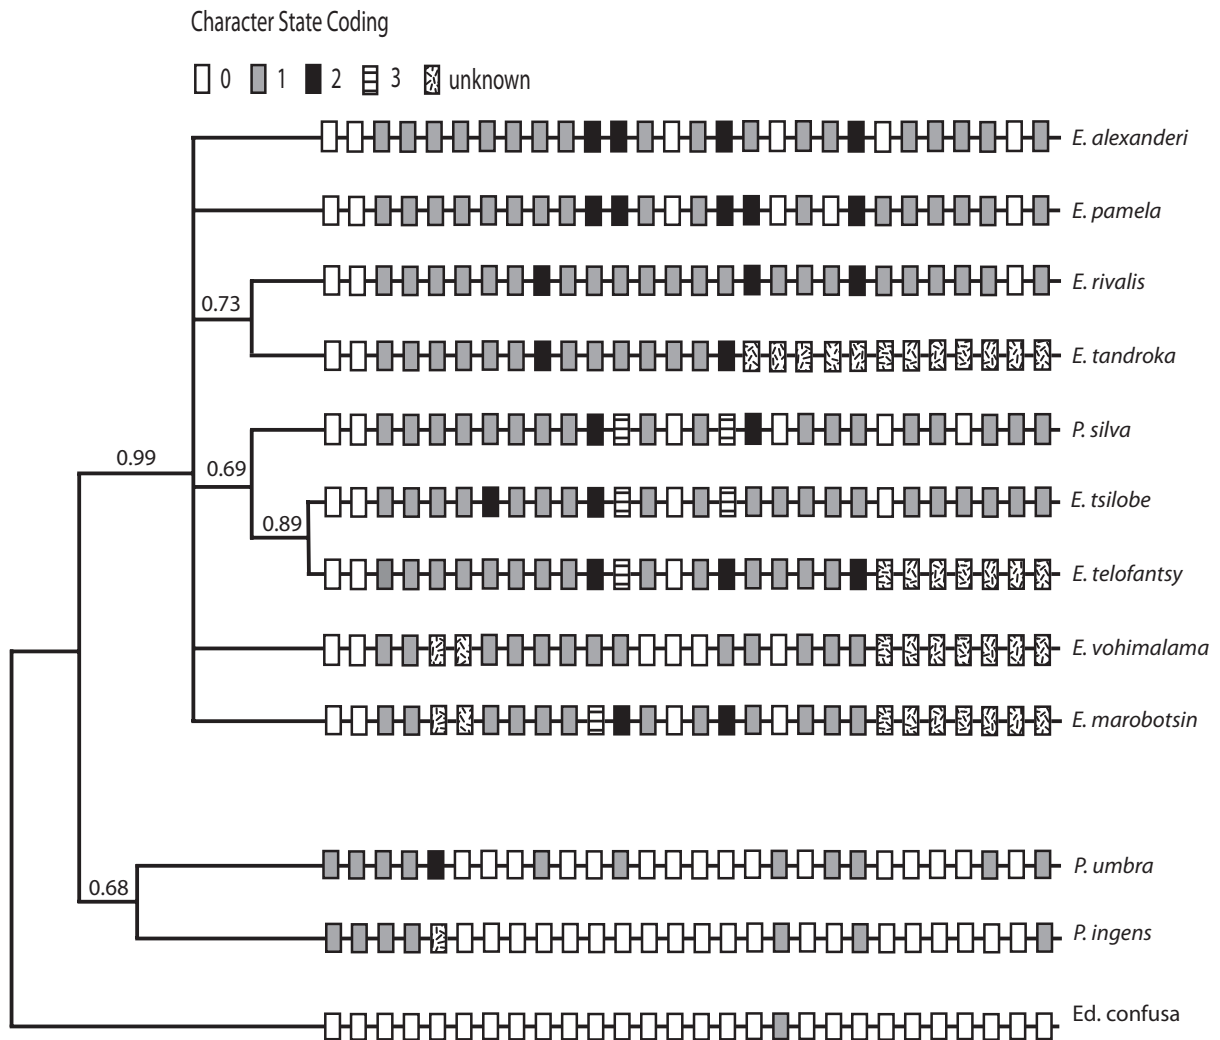 Character State Coding
0 1 2 3 unknown
E. alexanderi
E. pamela
E. rivalis
0.73
E. tandroka
P. silva
0.99
0.69
E. tsilobe
0.89
E. telofantsy
E. vohimalama
E. marobotsin
P. umbra
0.68
P. ingens
Ed. confusa